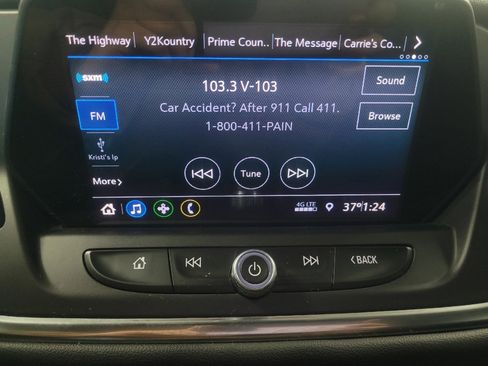 The Highway Y2Kountry Prime Coun.. The Message Carrie's Co...
sxm
103.3 V-103
Sound
FM
Car Accident? After 911 Call 411.
1-800-411-PAIN
Browse
Kristi's Ip
Tune
More
4G LTE 37° 1:24
BACK